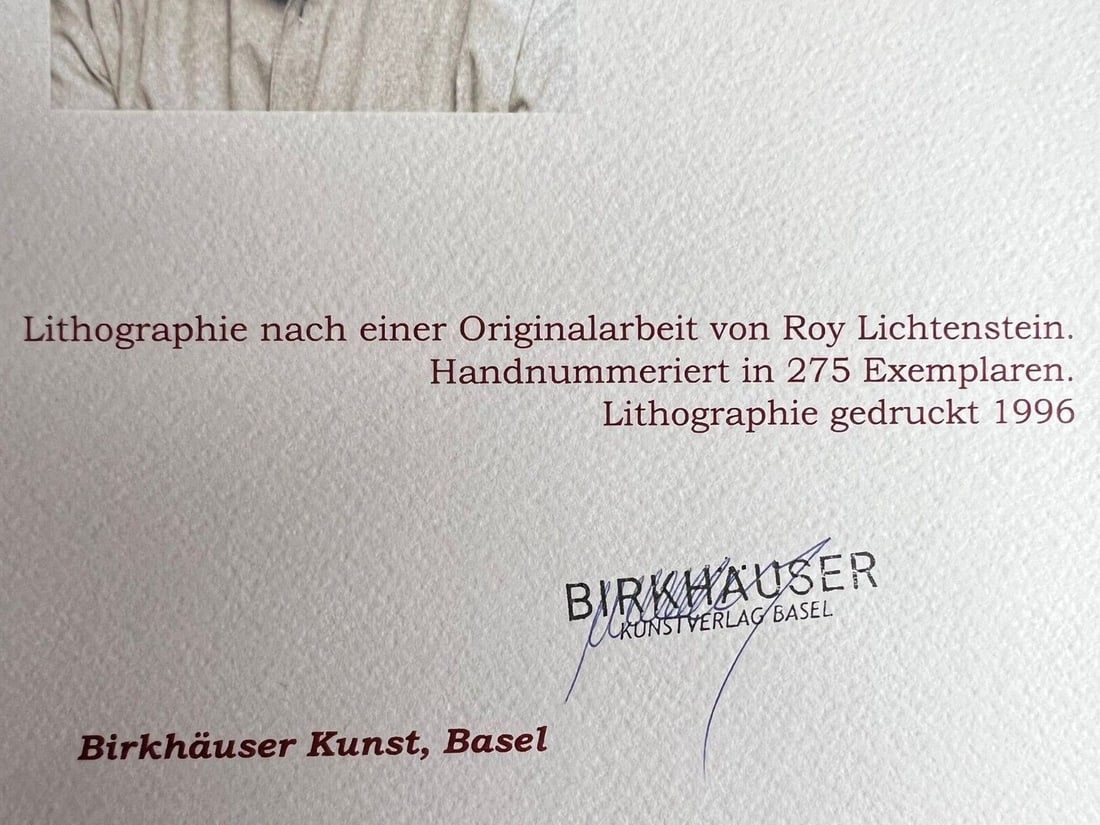 Lithographie nach einer Originalarbeit von Roy Lichtenstein.
Handnummeriert in 275 Exemplaren.
Lithographie gedruckt 1996
BIRKHÄUSER
KUNSTVERLAG BASEL
Birkhäuser Kunst, Basel